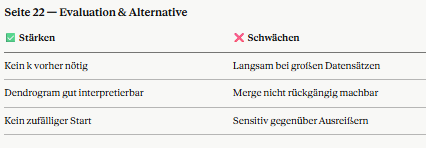 Seite 22 — Evaluation & Alternative
✅ Stärken ❌ Schwächen
Kein k vorher nötig Langsam bei großen Datensätzen
Dendrogram gut interpretierbar Merge nicht rückgängig machbar
Kein zufälliger Start Sensitiv gegenüber Ausreißern